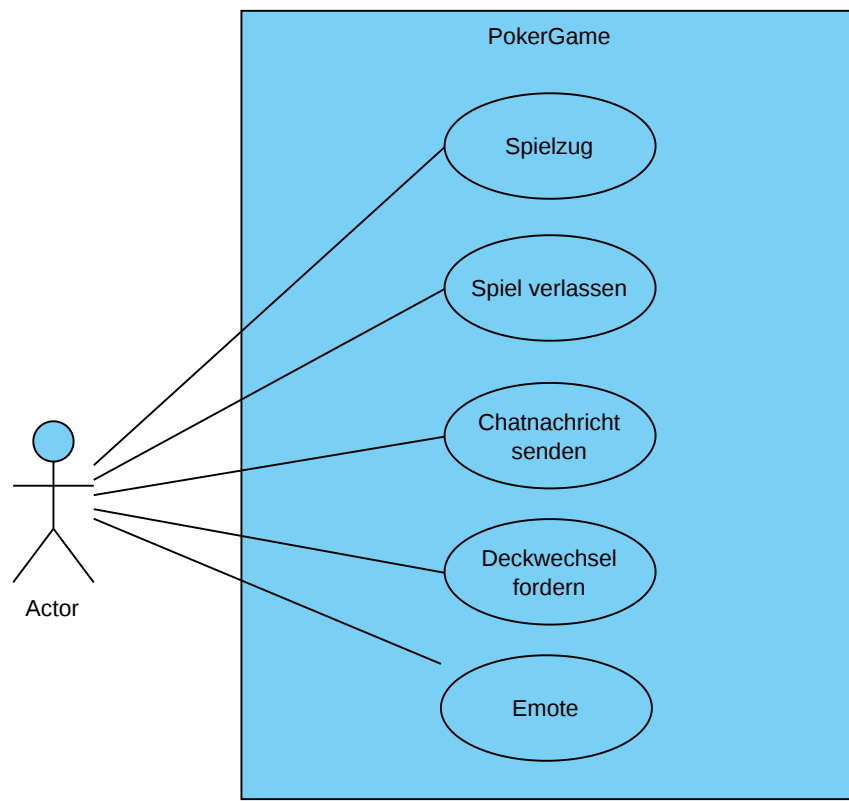 PokerGame
Spielzug
Spiel verlassen
Chatnachricht
senden
Deckwechsel
fordern
Emote
Actor